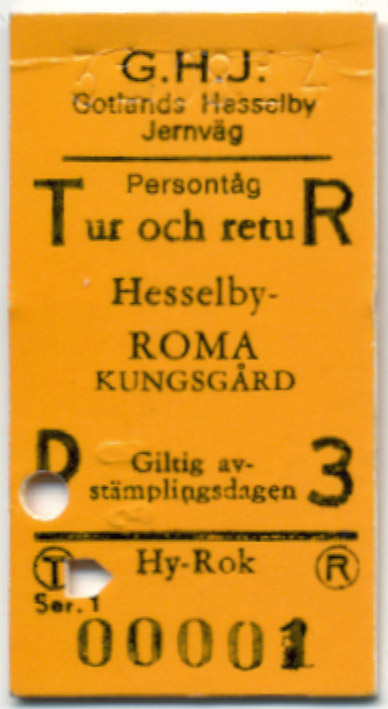 G.H.J.
Gotlands Hesselby
Jernväg
Persontåg
Tur och retuR
Hesselby-
ROMA
KUNGSGÅRD
P Giltig av- 3
stämplingsdagen
T Hy-Rok R
Ser. 1
00001